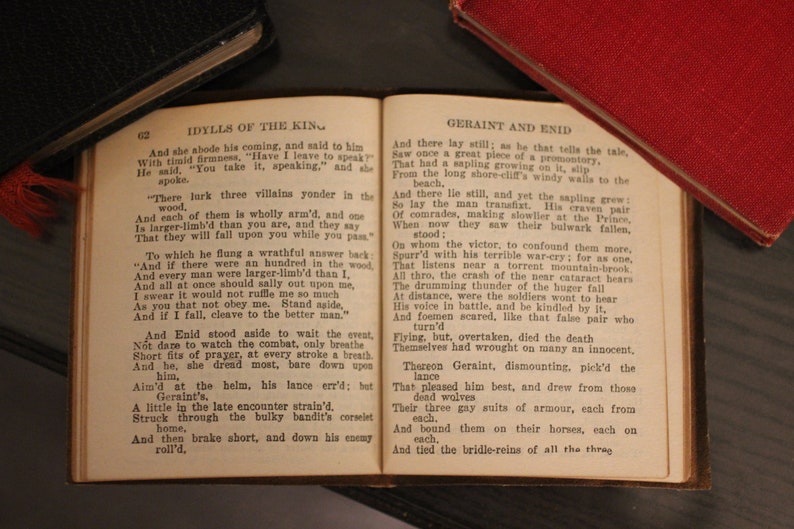 62 IDYLLS OF THE KING
And she abode his coming, and said to him
With timid firmness, "Have I leave to speak?"
He said, "You take it, speaking," and she
spoke.
"There lurk three villains yonder in the
wood,
And each of them is wholly arm'd, and one
Is larger-limb'd than you are, and they say
That they will fall upon you while you pass."
To which he flung a wrathful answer back:
"And if there were an hundred in the wood,
And every man were larger-limb'd than I,
And all at once should sally out upon me,
I swear it would not ruffle me so much
As you that not obey me. Stand aside,
And if I fall, cleave to the better man."
And Enid stood aside to wait the event,
Not dare to watch the combat, only breathe
Short fits of prayer, at every stroke a breath.
And he, she dread most, bare down upon
him,
Aim'd at the helm, his lance err'd; but
Geraint's,
A little in the late encounter strain'd,
Struck through the bulky bandit's corselet
home,
And then brake short, and down his enemy
roll'd,
GERAINT AND ENID
And there lay still; as he that tells the tale,
Saw once a great piece of a promontory,
That had a sapling growing on it, slip
From the long shore-cliff's windy walls to the
beach,
And there lie still, and yet the sapling grew:
So lay the man transfixt. His craven pair
Of comrades, making slowlier at the Prince,
When now they saw their bulwark fallen,
stood;
On whom the victor, to confound them more,
Spurr'd with his terrible war-cry; for as one,
That listens near a torrent mountain-brook,
All thro, the crash of the near cataract hears
The drumming thunder of the huger fall
At distance, were the soldiers wont to hear
His voice in battle, and be kindled by it,
And foemen scared, like that false pair who
turn'd
Flying, but, overtaken, died the death
Themselves had wrought on many an innocent.
Thereon Geraint, dismounting, pick'd the
lance
That pleased him best, and drew from those
dead wolves
Their three gay suits of armour, each from
each,
And bound them on their horses, each on
each,
And tied the bridle-reins of all the three